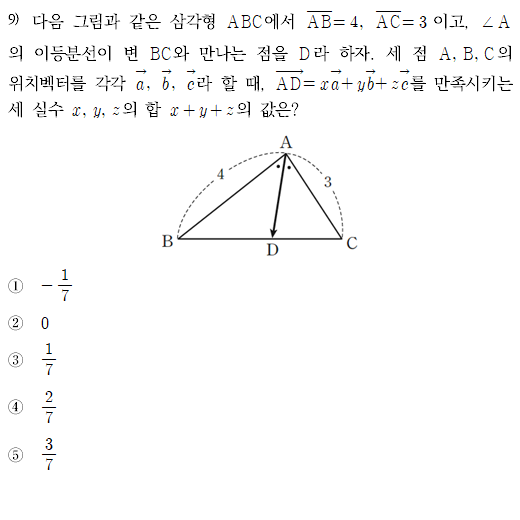 9) 다음 그림과 같은 삼각형 ABC에서 $\overline{AB}=4$, $\overline{AC}=3$이고, ∠A
의 이등분선이 변 BC와 만나는 점을 D라 하자. 세 점 A, B, C의
위치벡터를 각각 $\vec{a}$, $\vec{b}$, $\vec{c}$라 할 때, $\overrightarrow{AD}=x\vec{a}+y\vec{b}+z\vec{c}$를 만족시키는
세 실수 $x$, $y$, $z$의 합 $x+y+z$의 값은?
A
4
3
B
D
C
① $-\frac{1}{7}$
② 0
③ $\frac{1}{7}$
④ $\frac{2}{7}$
⑤ $\frac{3}{7}$